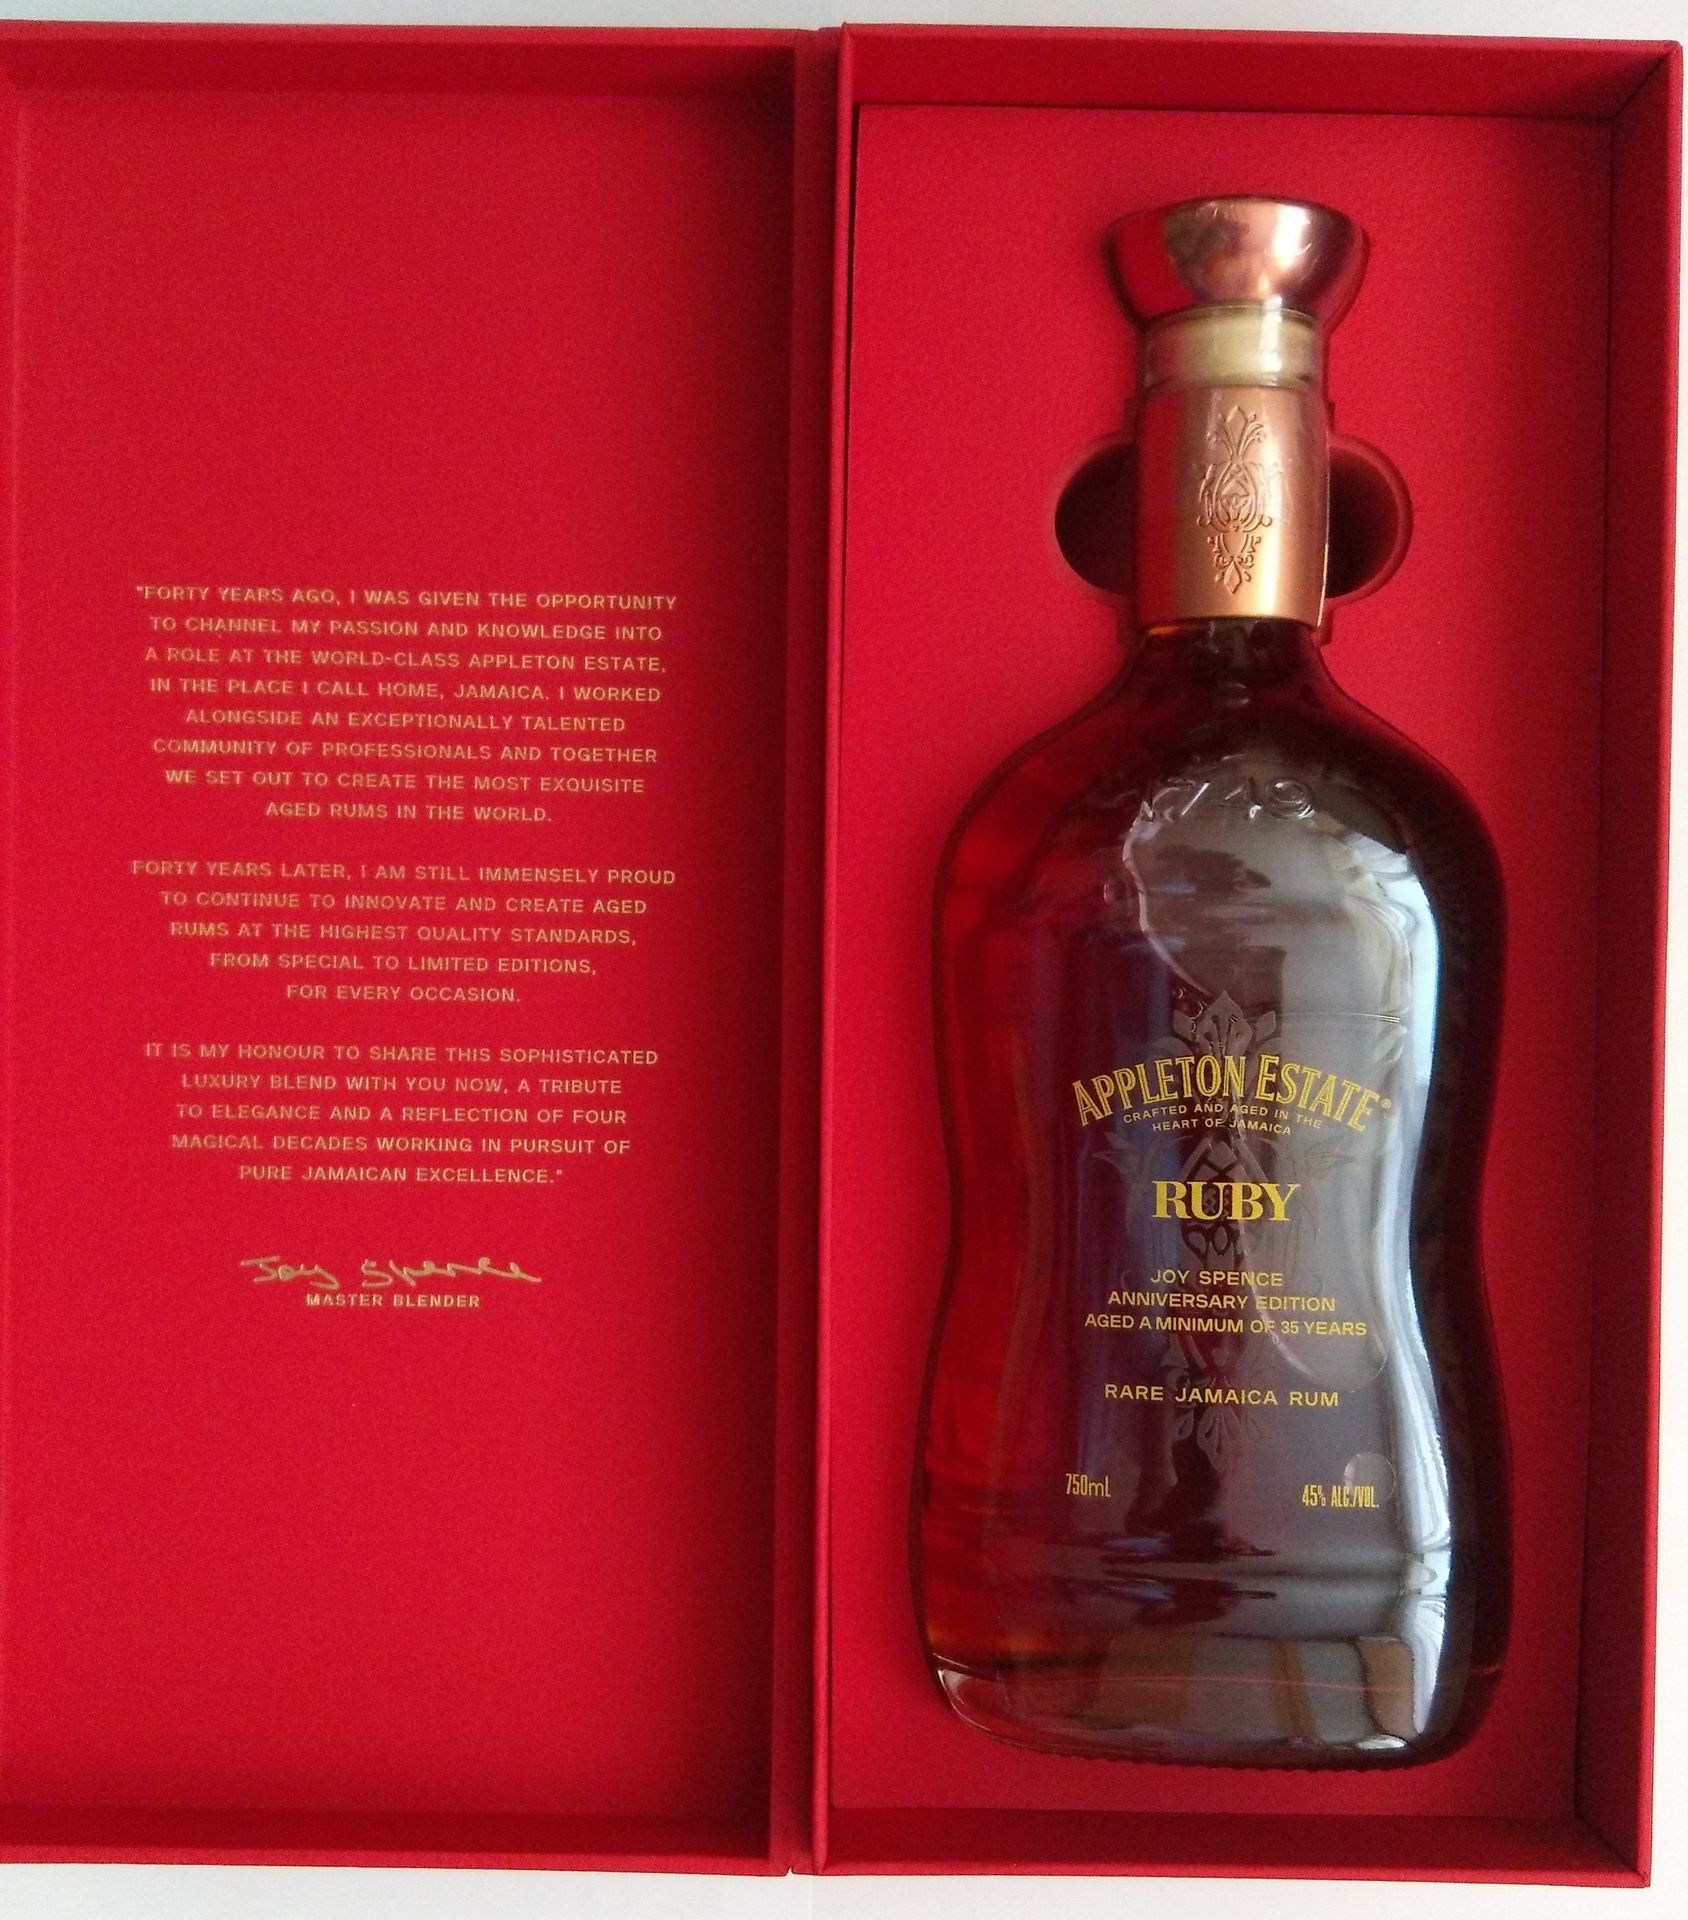 "FORTY YEARS AGO, I WAS GIVEN THE OPPORTUNITY
TO CHANNEL MY PASSION AND KNOWLEDGE INTO
A ROLE AT THE WORLD-CLASS APPLETON ESTATE,
IN THE PLACE I CALL HOME, JAMAICA. I WORKED
ALONGSIDE AN EXCEPTIONALLY TALENTED
COMMUNITY OF PROFESSIONALS AND TOGETHER
WE SET OUT TO CREATE THE MOST EXQUISITE
AGED RUMS IN THE WORLD.
FORTY YEARS LATER, I AM STILL IMMENSELY PROUD
TO CONTINUE TO INNOVATE AND CREATE AGED
RUMS AT THE HIGHEST QUALITY STANDARDS,
FROM SPECIAL TO LIMITED EDITIONS,
FOR EVERY OCCASION.
IT IS MY HONOUR TO SHARE THIS SOPHISTICATED
LUXURY BLEND WITH YOU NOW, A TRIBUTE
TO ELEGANCE AND A REFLECTION OF FOUR
MAGICAL DECADES WORKING IN PURSUIT OF
PURE JAMAICAN EXCELLENCE."
Joy Spence
MASTER BLENDER
1749
APPLETON ESTATE®
CRAFTED AND AGED IN THE
HEART OF JAMAICA
RUBY
JOY SPENCE
ANNIVERSARY EDITION
AGED A MINIMUM OF 35 YEARS
RARE JAMAICA RUM
750mL
45% ALC./VOL.